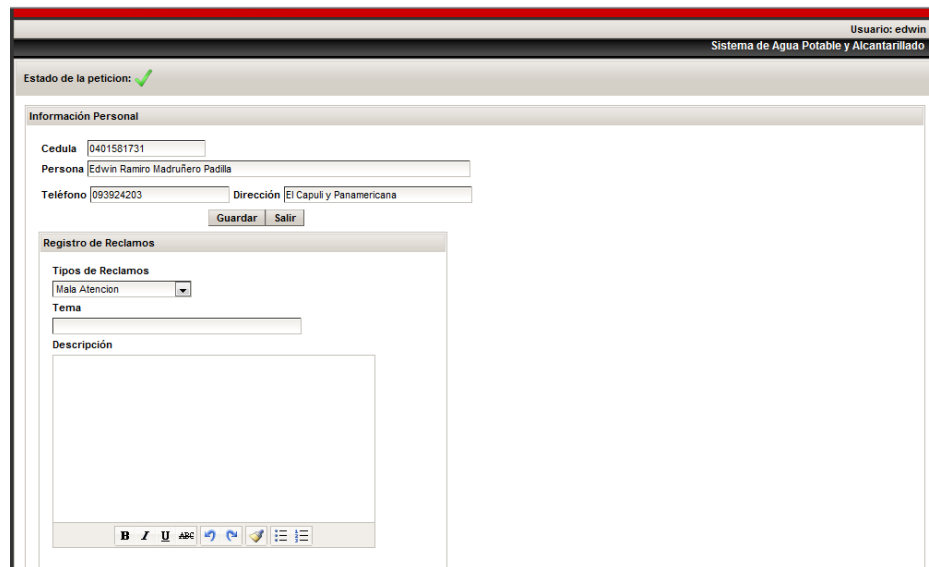 Usuario: edwin
Sistema de Agua Potable y Alcantarillado
Estado de la peticion:
Información Personal
Cedula 0401581731
Persona Edwin Ramiro Madruñero Padilla
Teléfono 093924203 Dirección El Capuli y Panamericana
Guardar Salir
Registro de Reclamos
Tipos de Reclamos
Mala Atencion
Tema
Descripción
B I U ABC